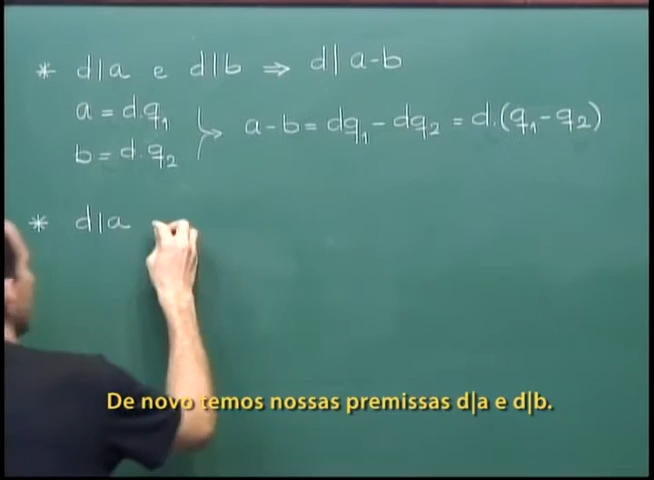 * d|a e d|b ⇒ d| a-b
a = d.q₁
b = d.q₂
a-b = dq₁ - dq₂ = d.(q₁ - q₂)
* d|a
De novo temos nossas premissas d|a e d|b.